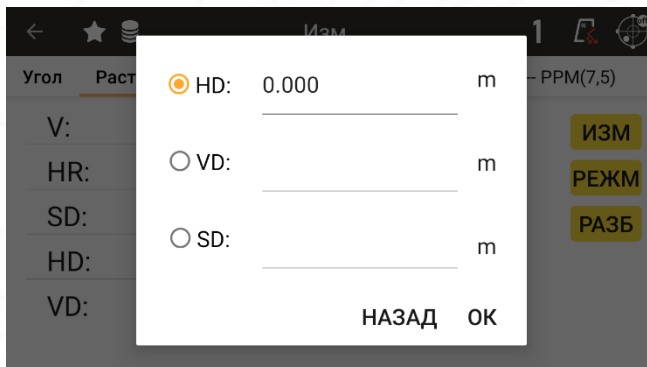 Изм
1
off
Угол Раст
– PPM(7,5)
HD: 0.000 m
VD: m
SD: m
НАЗАД OK
V:
HR:
SD:
HD:
VD:
ИЗМ
РЕЖМ
РАЗБ